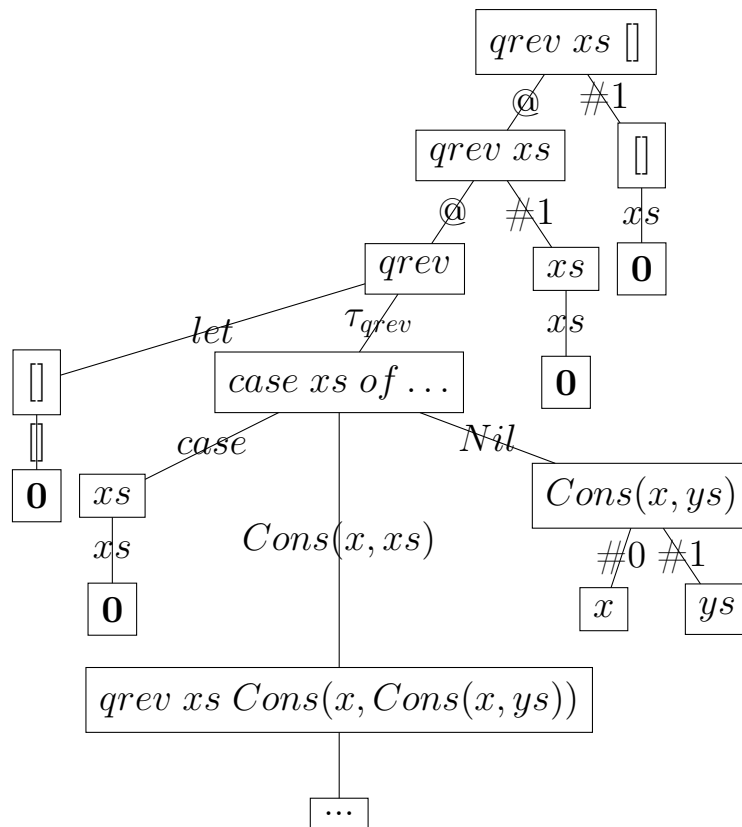 qrev xs []
@ #1
qrev xs []
@ #1 xs
qrev xs 0
let τqrev xs
[] case xs of ... 0
[] case Nil
0 xs Cons(x, ys)
xs Cons(x, xs) #0 #1
0 x ys
qrev xs Cons(x, Cons(x, ys))
...